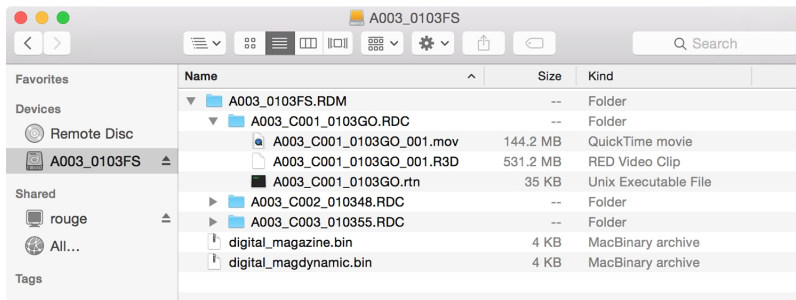 A003_0103FS
Search
Favorites
Devices
Remote Disc
A003_0103FS
Shared
rouge
All...
Tags
Name Size Kind
A003_0103FS.RDM -- Folder
A003_C001_0103GO.RDC -- Folder
A003_C001_0103GO_001.mov 144.2 MB QuickTime movie
A003_C001_0103GO_001.R3D 531.2 MB RED Video Clip
A003_C001_0103GO.rtn 35 KB Unix Executable File
A003_C002_010348.RDC -- Folder
A003_C003_010355.RDC -- Folder
digital_magazine.bin 4 KB MacBinary archive
digital_magdynamic.bin 4 KB MacBinary archive